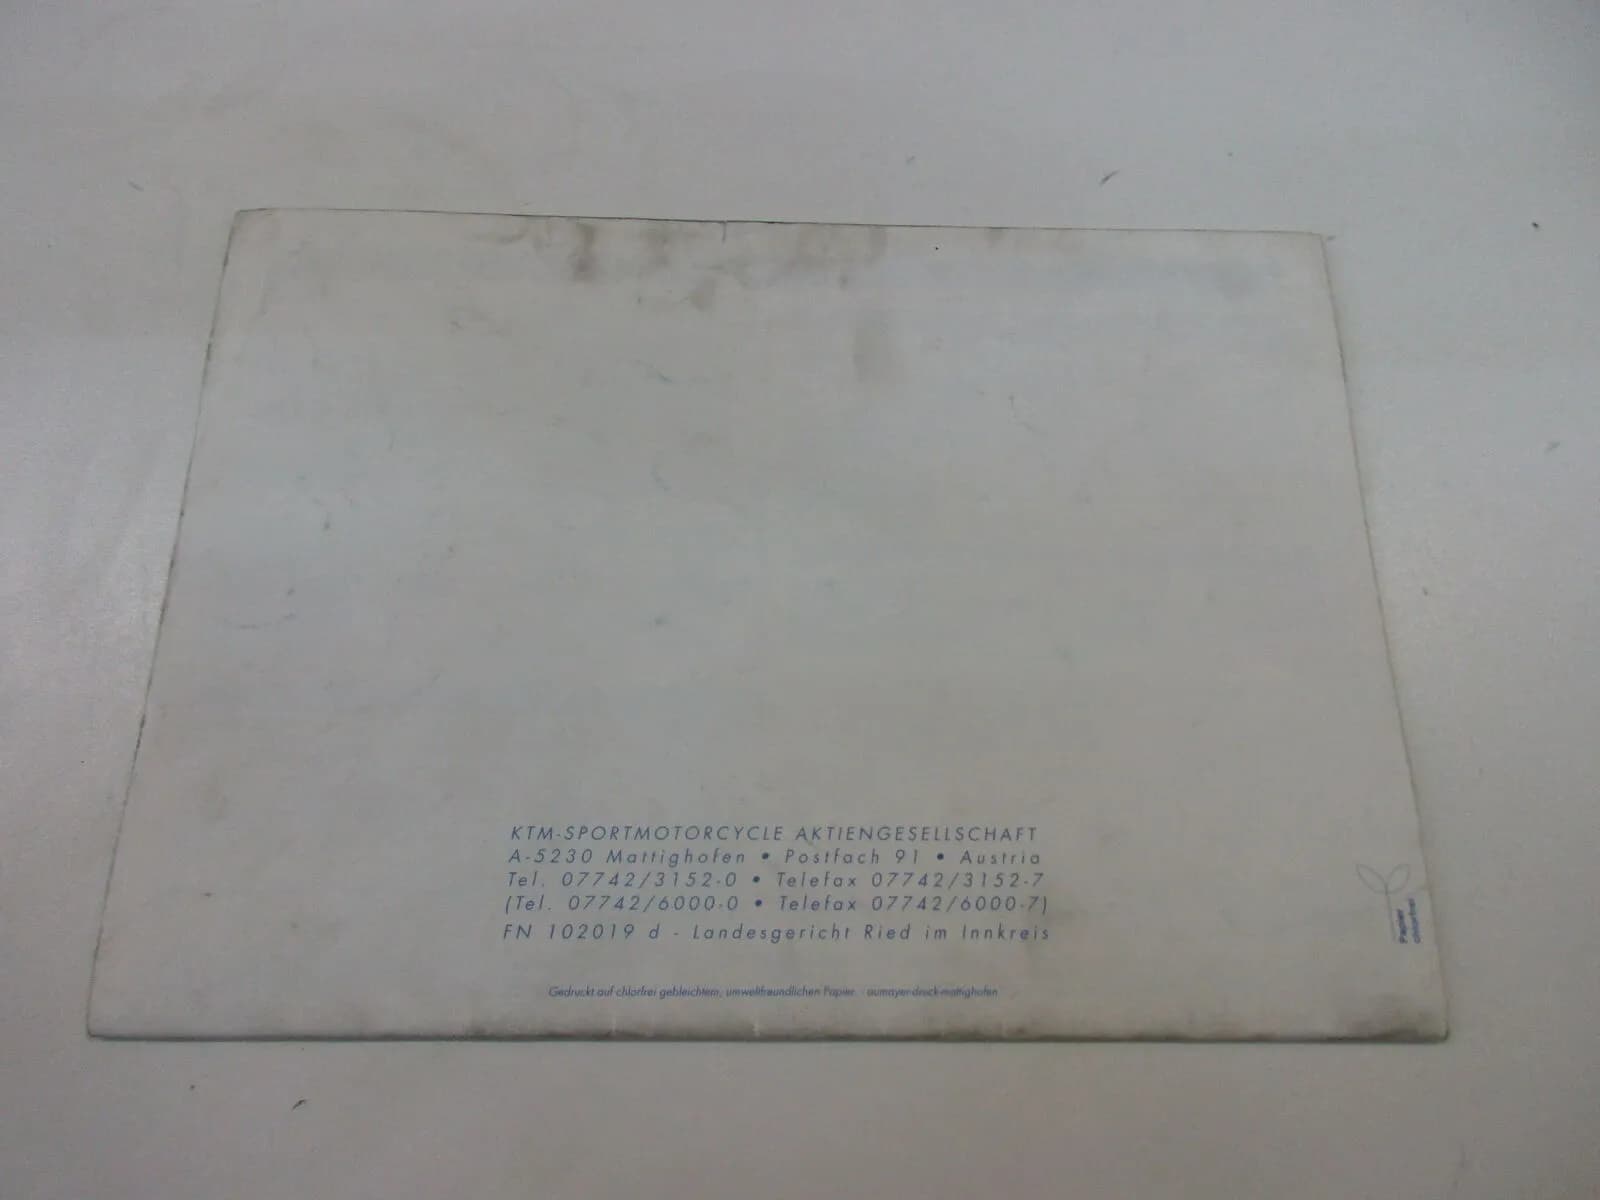 KTM-SPORTMOTORCYCLE AKTIENGESELLSCHAFT
A-5230 Mattighofen • Postfach 91 • Austria
Tel. 07742/3152-0 • Telefax 07742/3152-7
(Tel. 07742/6000-0 • Telefax 07742/6000-7)
FN 102019 d - Landesgericht Ried im Innkreis
Gedruckt auf chlorfrei gebleichtem, umweltfreundlichen Papier. - aumayer-druck-mattighofen
Papier
chlorfrei